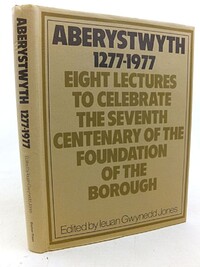 ABERYSTWYTH
1277-1977
EIGHT LECTURES
TO CELEBRATE
THE SEVENTH
CENTENARY OF THE
FOUNDATION
OF THE
BOROUGH
Edited by Ieuan Gwynedd Jones
ABERYSTWYTH
1277-1977